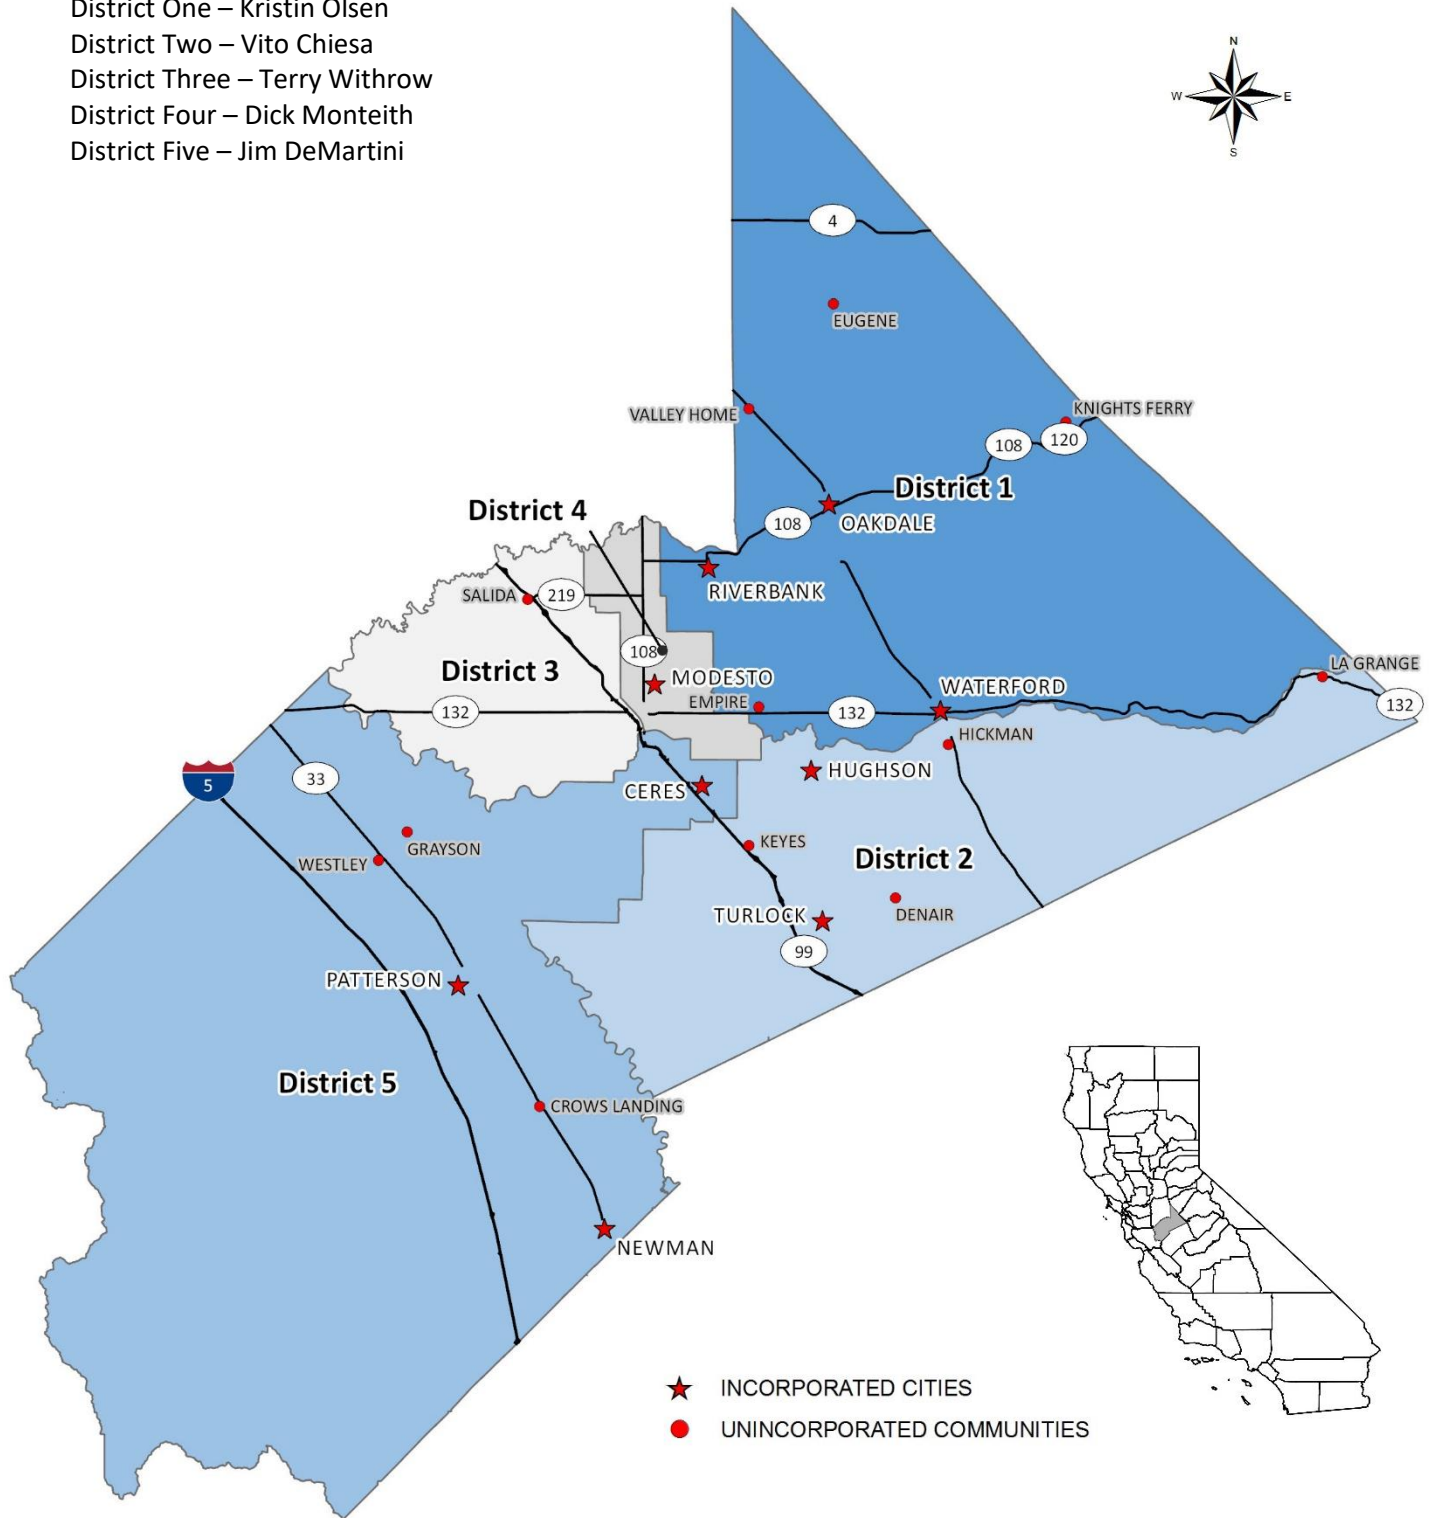 District One – Kristin Olsen
District Two – Vito Chiesa
District Three – Terry Withrow
District Four – Dick Monteith
District Five – Jim DeMartini
N
W
E
S
4
EUGENE
VALLEY HOME
KNIGHTS FERRY
108
120
District 1
District 4
108
OAKDALE
RIVERBANK
SALIDA
219
108
District 3
MODESTO
LA GRANGE
EMPIRE
WATERFORD
132
132
132
HICKMAN
5
33
HUGHSON
CERES
KEYES
GRAYSON
WESTLEY
District 2
TURLOCK
DENAIR
99
PATTERSON
District 5
CROWS LANDING
NEWMAN
INCORPORATED CITIES
UNINCORPORATED COMMUNITIES